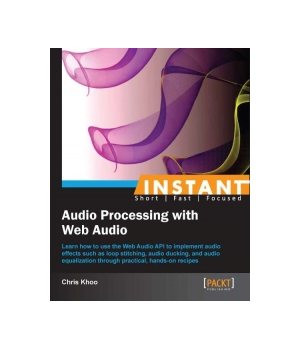 INSTANT
Short | Fast | Focused
Audio Processing with
Web Audio
Learn how to use the Web Audio API to implement audio
effects such as loop stitching, audio ducking, and audio
equalization through practical, hands-on recipes
Chris Khoo
[PACKT]
PUBLISHING